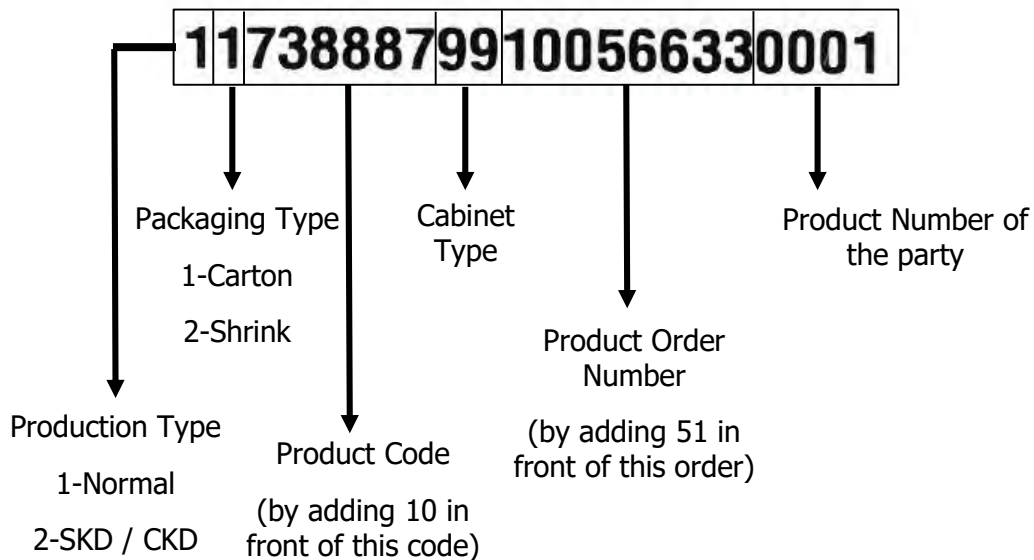 1173888799100566330001
Packaging Type
1-Carton
2-Shrink
Cabinet
Type
Product Number of
the party
Product Order
Number
(by adding 51 in
front of this order)
Production Type
1-Normal
2-SKD / CKD
Product Code
(by adding 10 in
front of this code)